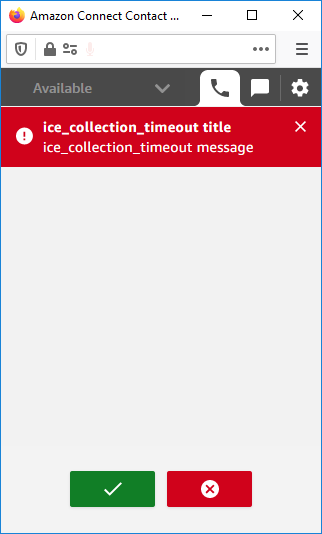 Amazon Connect Contact ...
Available
ice_collection_timeout title
ice_collection_timeout message